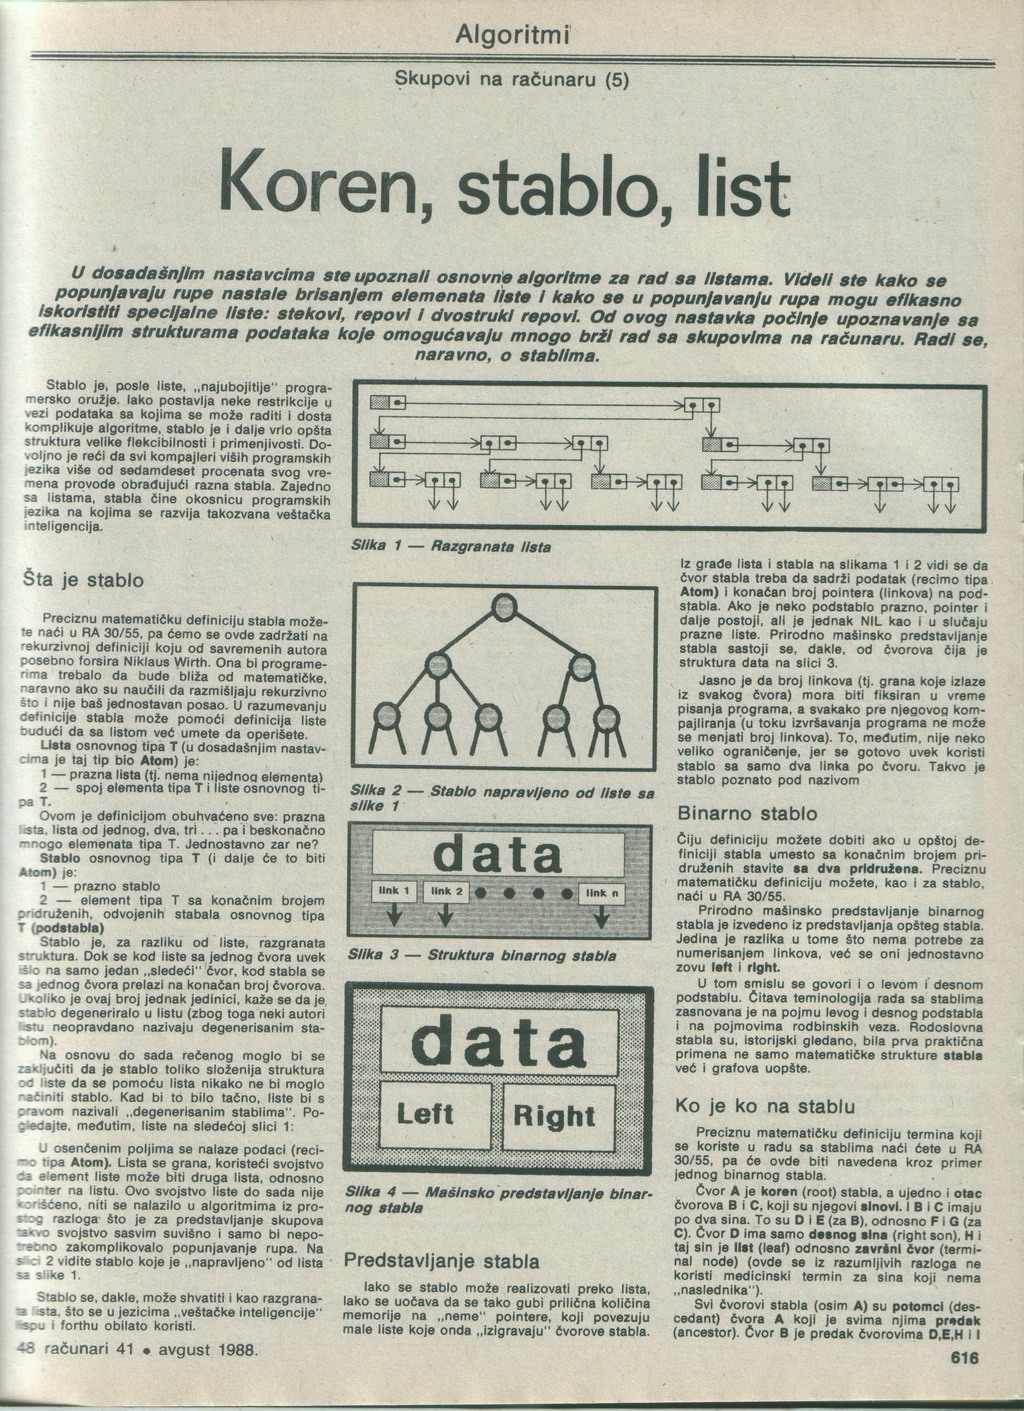 Algoritmi
Skupovi na računaru (5)
Koren, stablo, list
U dosadašnjim nastavcima ste upoznali osnovne algoritme za rad sa listama. Videli ste kako se
popunjavaju rupe nastale brisanjem elemenata liste i kako se u popunjavanju rupa mogu efikasno
iskoristiti specijalne liste: stekovi, repovi i dvostruki repovi. Od ovog nastavka počinje upoznavanje sa
efikasnijim strukturama podataka koje omogućavaju mnogo brži rad sa skupovima na računaru. Radi se,
naravno, o stablima.
Stablo je, posle liste, „najubojitije" progra-
mersko oružje. Iako postavlja neke restrikcije u
vezi podataka sa kojima se može raditi i dosta
komplikuje algoritme, stablo je i dalje vrlo opšta
struktura velike flekcibilnosti i primenjivosti. Do-
voljno je reći da svi kompajleri viših programskih
jezika više od sedamdeset procenata svog vre-
mena provode obrađujući razna stabla. Zajedno
sa listama, stabla čine okosnicu programskih
jezika na kojima se razvija takozvana veštačka
inteligencija.
Šta je stablo
Preciznu matematičku definiciju stabla može-
te naći u RA 30/55, pa ćemo se ovde zadržati na
rekurzivnoj definiciji koju od savremenih autora
posebno forsira Niklaus Wirth. Ona bi programe-
rima trebalo da bude bliža od matematičke,
naravno ako su naučili da razmišljaju rekurzivno
što i nije baš jednostavan posao. U razumevanju
definicije stabla može pomoći definicija liste
budući da sa listom već umete da operišete.
Lista osnovnog tipa T (u dosadašnjim nastav-
cima je taj tip bio Atom) je:
1 — prazna lista (tj. nema nijednog elementa)
2 — spoj elementa tipa T i liste osnovnog ti-
pa T.
Ovom je definicijom obuhvaćeno sve: prazna
lista, lista od jednog, dva, tri . . . pa i beskonačno
mnogo elemenata tipa T. Jednostavno zar ne?
Stablo osnovnog tipa T (i dalje će to biti
Atom) je:
1 — prazno stablo
2 — element tipa T sa konačnim brojem
pridruženih, odvojenih stabala osnovnog tipa
T (podstabla)
Stablo je, za razliku od liste, razgranata
struktura. Dok se kod liste sa jednog čvora uvek
išlo na samo jedan „sledeći" čvor, kod stabla se
sa jednog čvora prelazi na konačan broj čvorova.
Ukoliko je ovaj broj jednak jedinici, kaže se da je
stablo degeneriralo u listu (zbog toga neki autori
listu neopravdano nazivaju degenerisanim sta-
blom).
Na osnovu do sada rečenog moglo bi se
zaključiti da je stablo toliko složenija struktura
od liste da se pomoću lista nikako ne bi moglo
načiniti stablo. Kad bi to bilo tačno, liste bi s
pravom nazivali „degenerisanim stablima". Po-
gledajte, međutim, liste na sledećoj slici 1:
U osenčenim poljima se nalaze podaci (reci-
mo tipa Atom). Lista se grana, koristeći svojstvo
da element liste može biti druga lista, odnosno
pointer na listu. Ovo svojstvo liste do sada nije
korišćeno, niti se nalazilo u algoritmima iz pro-
stog razloga što je za predstavljanje skupova
takvo svojstvo sasvim suvišno i samo bi nepo-
trebno zakomplikovalo popunjavanje rupa. Na
slici 2 vidite stablo koje je „napravljeno" od lista
sa slike 1.
Stablo se, dakle, može shvatiti i kao razgrana-
ta lista, što se u jezicima „veštačke inteligencije"
lispu i forthu obilato koristi.
48 računari 41 • avgust 1988.
Slika 1 — Razgranata lista
Slika 2 — Stablo napravljeno od liste sa
slike 1
data
link 1 link 2 link n
Slika 3 — Struktura binarnog stabla
data
Left Right
Slika 4 — Mašinsko predstavljanje binar-
nog stabla
Predstavljanje stabla
Iako se stablo može realizovati preko lista,
lako se uočava da se tako gubi prilična količina
memorije na „neme" pointere, koji povezuju
male liste koje onda „izigravaju" čvorove stabla.
Iz građe lista i stabla na slikama 1 i 2 vidi se da
čvor stabla treba da sadrži podatak (recimo tipa
Atom) i konačan broj pointera (linkova) na pod-
stabla. Ako je neko podstablo prazno, pointer i
dalje postoji, ali je jednak NIL kao i u slučaju
prazne liste. Prirodno mašinsko predstavljanje
stabla sastoji se, dakle, od čvorova čija je
struktura data na slici 3.
Jasno je da broj linkova (tj. grana koje izlaze
iz svakog čvora) mora biti fiksiran u vreme
pisanja programa, a svakako pre njegovog kom-
pajliranja (u toku izvršavanja programa ne može
se menjati broj linkova). To, međutim, nije neko
veliko ograničenje, jer se gotovo uvek koristi
stablo sa samo dva linka po čvoru. Takvo je
stablo poznato pod nazivom
Binarno stablo
Čiju definiciju možete dobiti ako u opštoj de-
finiciji stabla umesto sa konačnim brojem pri-
druženih stavite sa dva pridružena. Preciznu
matematičku definiciju možete, kao i za stablo,
naći u RA 30/55.
Prirodno mašinsko predstavljanje binarnog
stabla je izvedeno iz predstavljanja opšteg stabla.
Jedina je razlika u tome što nema potrebe za
numerisanjem linkova, već se oni jednostavno
zovu left i right.
U tom smislu se govori i o levom i desnom
podstablu. Čitava teminologija rada sa stablima
zasnovana je na pojmu levog i desnog podstabla
i na pojmovima rodbinskih veza. Rodoslovna
stabla su, istorijski gledano, bila prva praktična
primena ne samo matematičke strukture stabla
već i grafova uopšte.
Ko je ko na stablu
Preciznu matematičku definiciju termina koji
se koriste u radu sa stablima naći ćete u RA
30/55, pa će ovde biti navedena kroz primer
jednog binarnog stabla.
Čvor A je koren (root) stabla, a ujedno i otac
čvorova B i C, koji su njegovi sinovi. I B i C imaju
po dva sina. To su D i E (za B), odnosno F i G (za
C). Čvor D ima samo desnog sina (right son), H i
taj sin je list (leaf) odnosno završni čvor (termi-
nal node) (ovde se iz razumljivih razloga ne
koristi medicinski termin za sina koji nema
„naslednika").
Svi čvorovi stabla (osim A) su potomci (des-
cedant) čvora A koji je svima njima predak
(ancestor). Čvor B je predak čvorovima D,E,H i I
616